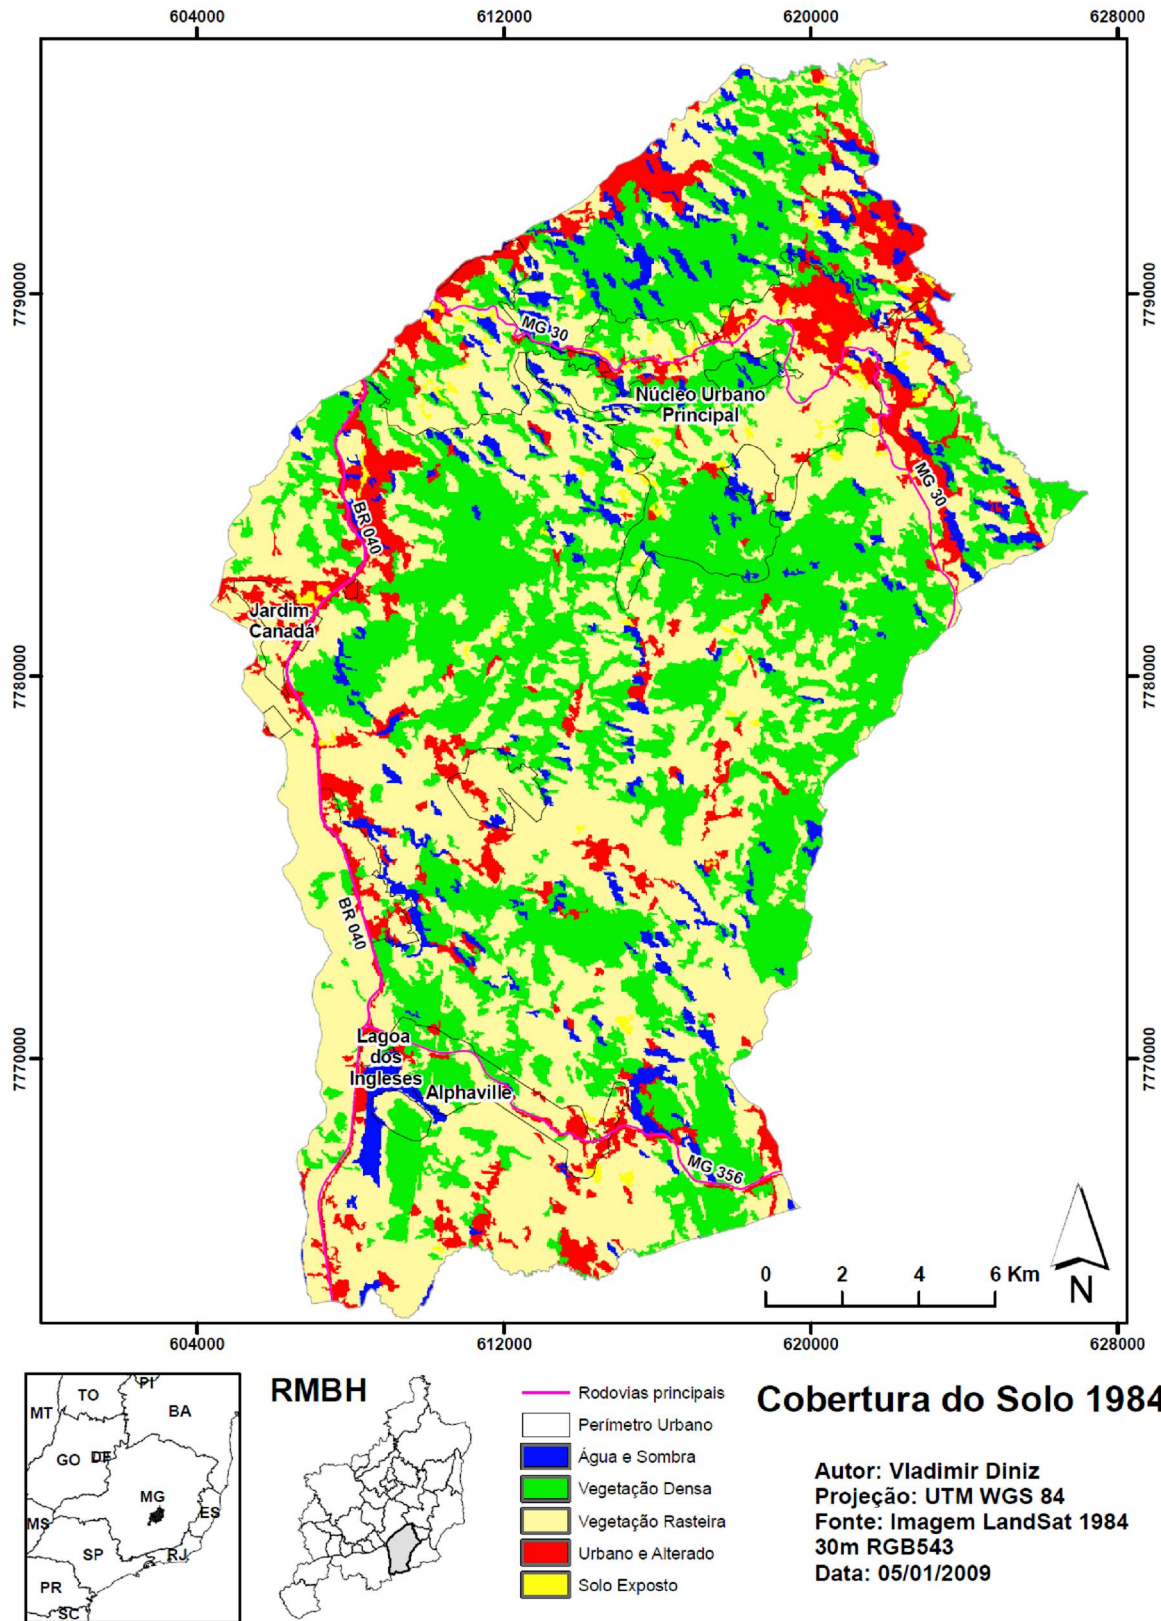 604000 612000 620000 628000
7790000
7790000
MG 30
Núcleo Urbano
Principal
MG 30
BR 040
Jardim
Canadá
7780000
7780000
BR 040
Lagoa
dos
Ingleses
Alphaville
7770000
7770000
MG 356
0 2 4 6 Km
N
604000 612000 620000 628000
TO
PI
MT
BA
GO
DF
MG
ES
MS
SP
RJ
PR
SC
RMBH
Rodovias principais
Perímetro Urbano
Água e Sombra
Vegetação Densa
Vegetação Rasteira
Urbano e Alterado
Solo Exposto
Cobertura do Solo 1984
Autor: Vladimir Diniz
Projeção: UTM WGS 84
Fonte: Imagem LandSat 1984
30m RGB543
Data: 05/01/2009